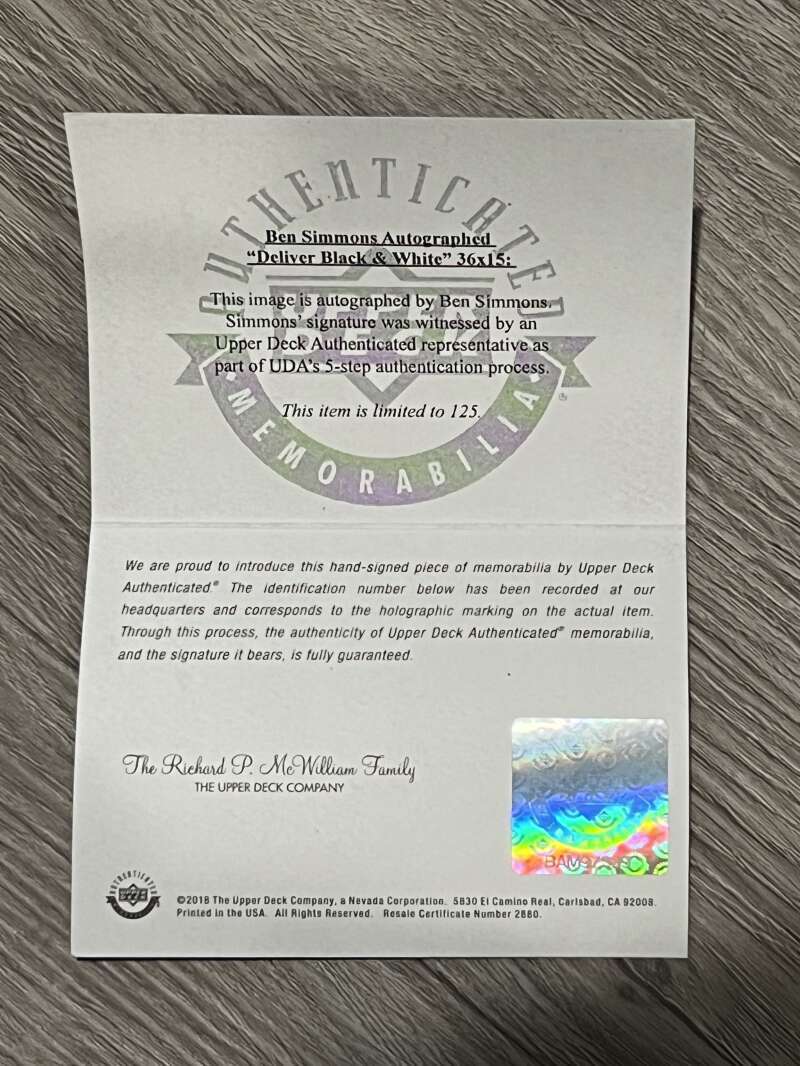 AUTHENTICATED
Ben Simmons Autographed
“Deliver Black & White” 36x15:
This image is autographed by Ben Simmons.
Simmons’ signature was witnessed by an
Upper Deck Authenticated representative as
part of UDA’s 5-step authentication process.
This item is limited to 125.
DECK
MEMORABILIA
®
We are proud to introduce this hand-signed piece of memorabilia by Upper Deck
Authenticated.® The identification number below has been recorded at our
headquarters and corresponds to the holographic marking on the actual item.
Through this process, the authenticity of Upper Deck Authenticated® memorabilia,
and the signature it bears, is fully guaranteed.
The Richard P. McWilliam Family
THE UPPER DECK COMPANY
AUTHENTICATED
UPPER DECK
©2018 The Upper Deck Company, a Nevada Corporation. 5830 El Camino Real, Carlsbad, CA 92008.
Printed in the USA. All Rights Reserved. Resale Certificate Number 2880.